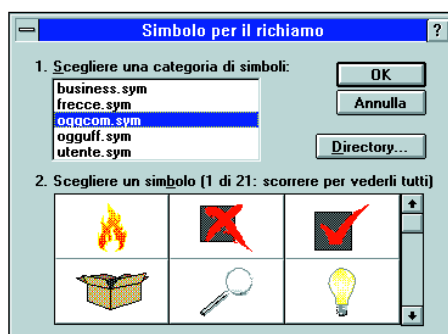 Simbolo per il richiamo ?
1. Scegliere una categoria di simboli:
business.sym
frecce.sym
oggcom.sym
ogguff.sym
utente.sym
OK
Annulla
Directory...
2. Scegliere un simbolo (1 di 21: scorrere per vederli tutti)